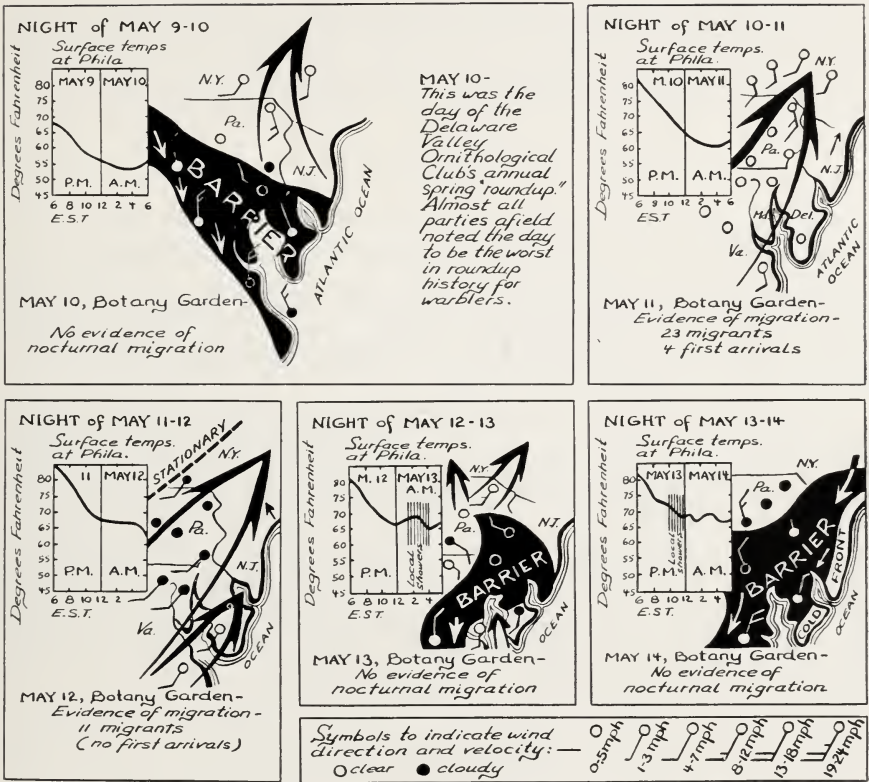 NIGHT of MAY 9-10
Surface temps
at Phila
Degrees Fahrenheit
80
75
70
65
60
55
50
45
MAY 9
MAY 10
P.M.
A.M.
6 8 10 12 2 4 6
E.S.T
N.Y.
Pa.
N.J.
BARRIER
ATLANTIC OCEAN
MAY 10-
This was the
day of the
Delaware
Valley
Ornithological
Club's annual
spring "roundup."
Almost all
parties afield
noted the day
to be the worst
in roundup
history for
warblers.
MAY 10, Botany Garden-
No evidence of
nocturnal migration
NIGHT of MAY 10-11
Surface temps.
at Phila.
Degrees Fahrenheit
80
75
70
65
60
55
50
45
M. 10
MAY 11
P.M.
A.M.
6 8 10 12 2 4 6
EST
N.Y.
Pa.
N.J.
Md.
Del.
Va.
ATLANTIC
OCEAN
MAY 11, Botany Garden-
Evidence of migration-
23 migrants
4 first arrivals
NIGHT of MAY 11-12
Surface temps.
at Phila.
Degrees Fahrenheit
80
75
70
65
60
55
50
45
11
MAY 12
P.M.
A.M.
6 8 10 12 2
E.S.T.
STATIONARY
N.Y.
Pa.
N.J.
Va.
OCEAN
MAY 12, Botany Garden-
Evidence of migration-
11 migrants
(no first arrivals)
NIGHT of MAY 12-13
Surface temps.
at Phila.
Degrees Fahrenheit
80
75
70
65
60
55
50
45
M. 12
MAY 13
A.M.
P.M.
Local
showers
6 8 10 12 2 4
E.S.T.
N.Y.
Pa.
N.J.
BARRIER
OCEAN
MAY 13, Botany Garden-
No evidence of
nocturnal migration
NIGHT of MAY 13-14
Surface temps.
at Phila.
Degrees Fahrenheit
80
75
70
65
60
55
50
45
MAY 13
MAY 14
P.M.
A.M.
Local
showers
6 8 10 12 2 4
E.S.T.
N.Y.
Pa.
BARRIER
COLD
FRONT
OCEAN
MAY 14, Botany Garden-
No evidence of
nocturnal migration
Symbols to indicate wind
direction and velocity:—
clear
cloudy
0.5mph
1-3mph
4-7mph
8-12mph
13-18mph
19-24mph